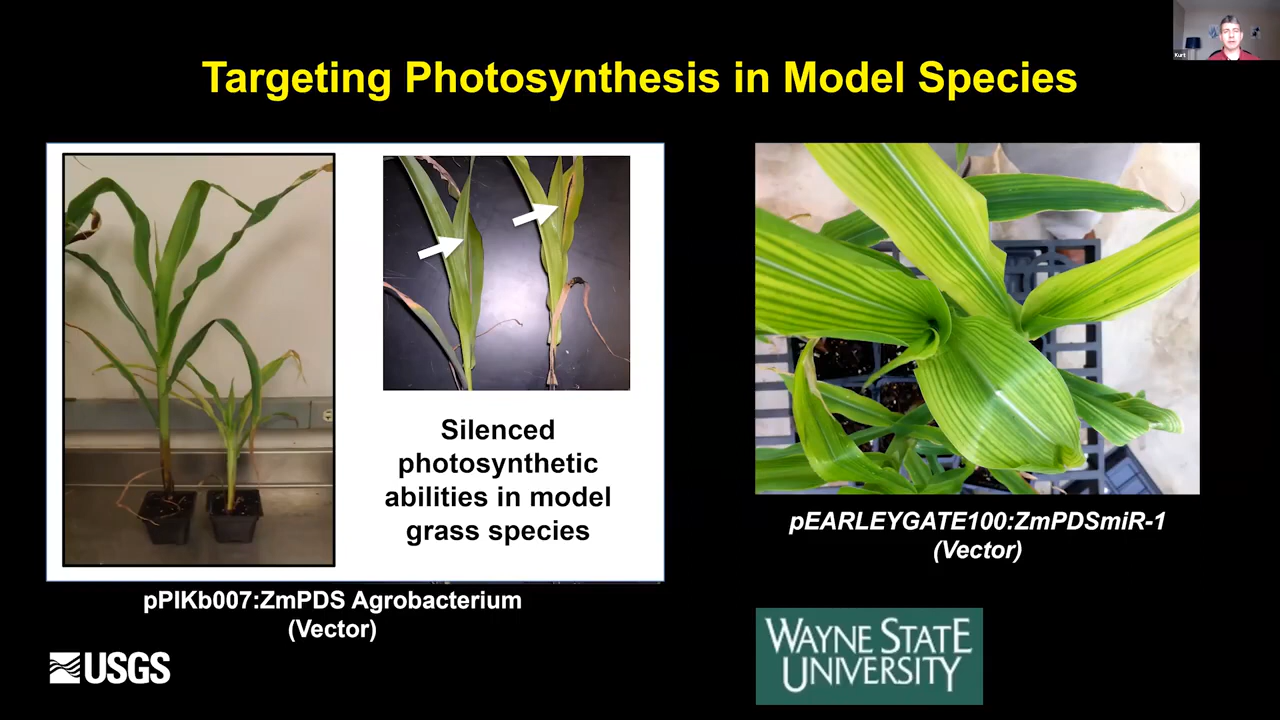 Kurt
Targeting Photosynthesis in Model Species
Silenced
photosynthetic
abilities in model
grass species
pPIKb007:ZmPDS Agrobacterium
(Vector)
pEARLEYGATE100:ZmPDSmiR-1
(Vector)
USGS
WAYNE STATE
UNIVERSITY